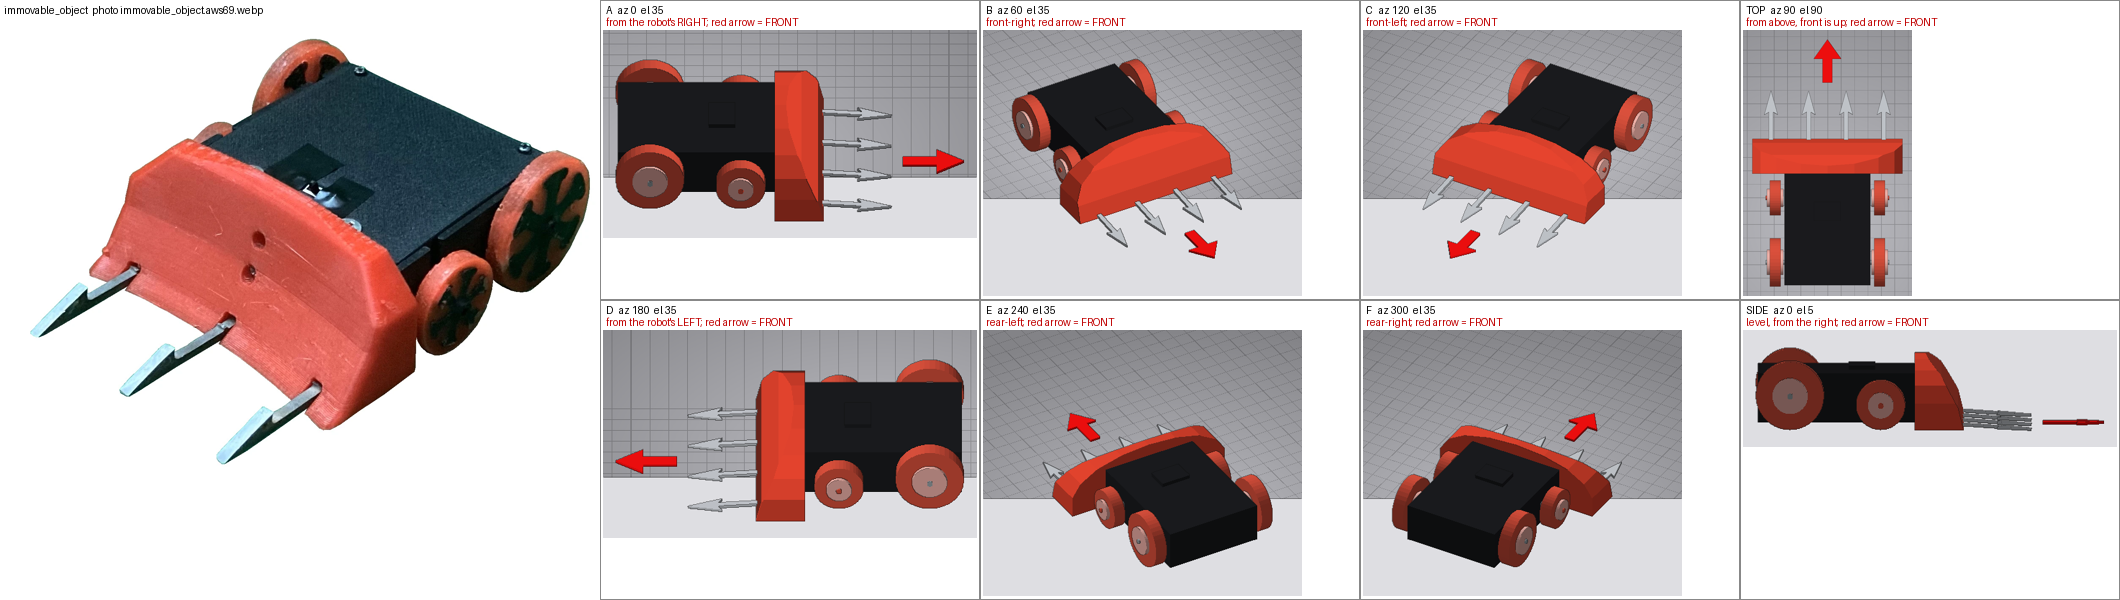 immovable_object photo immovable_object.aws69.webp
A az 0 el 35
from the robot's RIGHT; red arrow = FRONT
B az 60 el 35
front-right; red arrow = FRONT
C az 120 el 35
front-left; red arrow = FRONT
TOP az 90 el 90
from above, front is up; red arrow = FRONT
D az 180 el 35
from the robot's LEFT; red arrow = FRONT
E az 240 el 35
rear-left; red arrow = FRONT
F az 300 el 35
rear-right; red arrow = FRONT
SIDE az 0 el 5
level, from the right; red arrow = FRONT